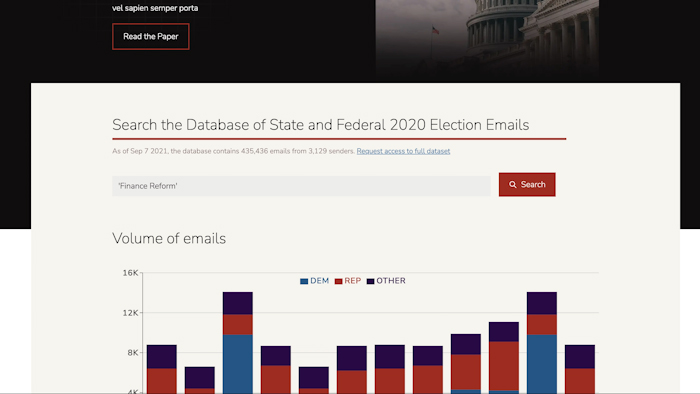 vel sapien semper porta
Read the Paper
Search the Database of State and Federal 2020 Election Emails
As of Sep 7 2021, the database contains 435,436 emails from 3,129 senders. Request access to full dataset
'Finance Reform'
Search
Volume of emails
16K
DEM REP OTHER
12K
8K
4K